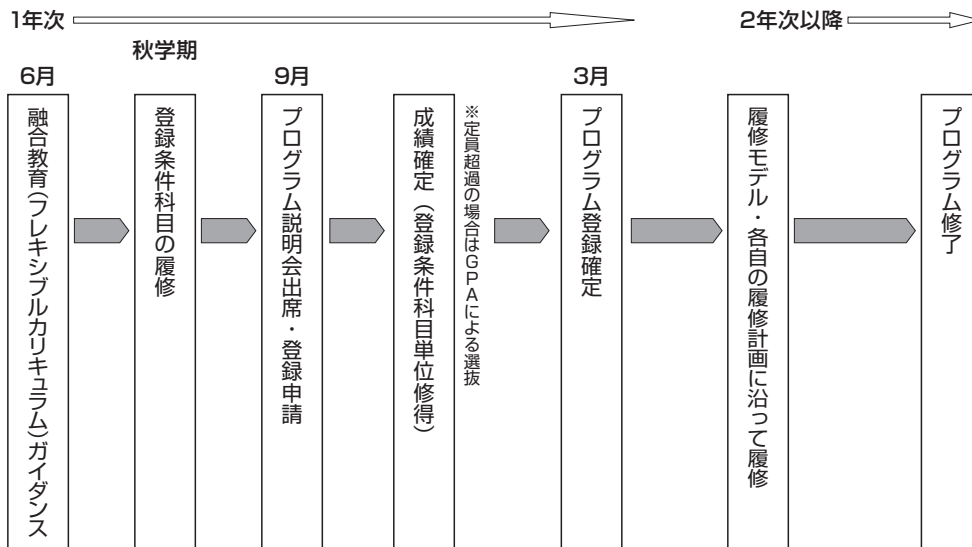 1年次
2年次以降
秋学期
6月
9月
3月
融合教育(フレキシブルカリキュラム)ガイダンス
登録条件科目の履修
プログラム説明会出席・登録申請
成績確定(登録条件科目単位修得)
※定員超過の場合はGPAによる選抜
プログラム登録確定
履修モデル・各自の履修計画に沿って履修
プログラム修了